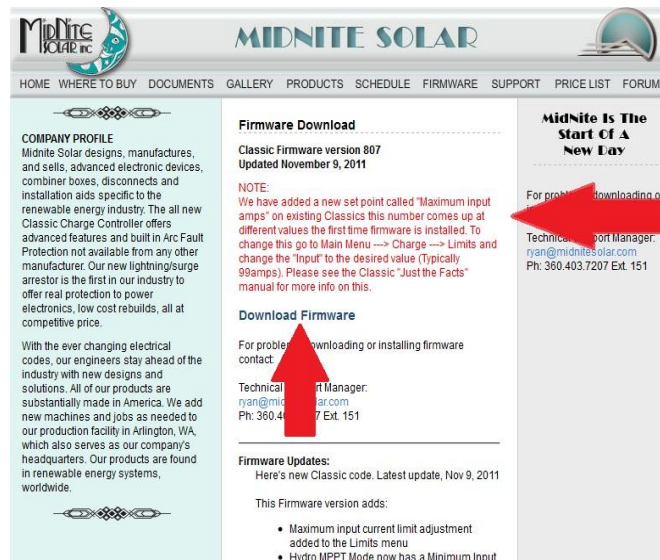 MIDNITE
SOLAR INC
MIDNITE SOLAR
HOME WHERE TO BUY DOCUMENTS GALLERY PRODUCTS SCHEDULE FIRMWARE SUPPORT PRICE LIST FORUM
COMPANY PROFILE
Midnite Solar designs, manufactures,
and sells, advanced electronic devices,
combiner boxes, disconnects and
installation aids specific to the
renewable energy industry. The all new
Classic Charge Controller offers
advanced features and built in Arc Fault
Protection not available from any other
manufacturer. Our new lightning/surge
arrestor is the first in our industry to
offer real protection to power
electronics, low cost rebuilds, all at
competitive price.
With the ever changing electrical
codes, our engineers stay ahead of the
industry with new designs and
solutions. All of our products are
substantially made in America. We add
new machines and jobs as needed to
our production facility in Arlington, WA,
which also serves as our company's
headquarters. Our products are found
in renewable energy systems,
worldwide.
Firmware Download
Classic Firmware version 807
Updated November 9, 2011
NOTE:
We have added a new set point called "Maximum input
amps" on existing Classics this number comes up at
different values the first time firmware is installed. To
change this go to Main Menu ---> Charge ---> Limits and
change the "Input" to the desired value (Typically
99amps). Please see the Classic "Just the Facts"
manual for more info on this.
Download Firmware
For downloading or installing firmware
contact:
Technical Manager:
Ext. 151
Firmware Updates:
Here's new Classic code. Latest update, Nov 9, 2011
This Firmware version adds:
• Maximum input current limit adjustment
added to the Limits menu
• Hydro MPPT Mode now has a Minimum Input
MidNite Is The
Start Of A
New Day
For downloading
Manager:
ryan@midnitesolar.com
Ph: 360.403.7207 Ext. 151